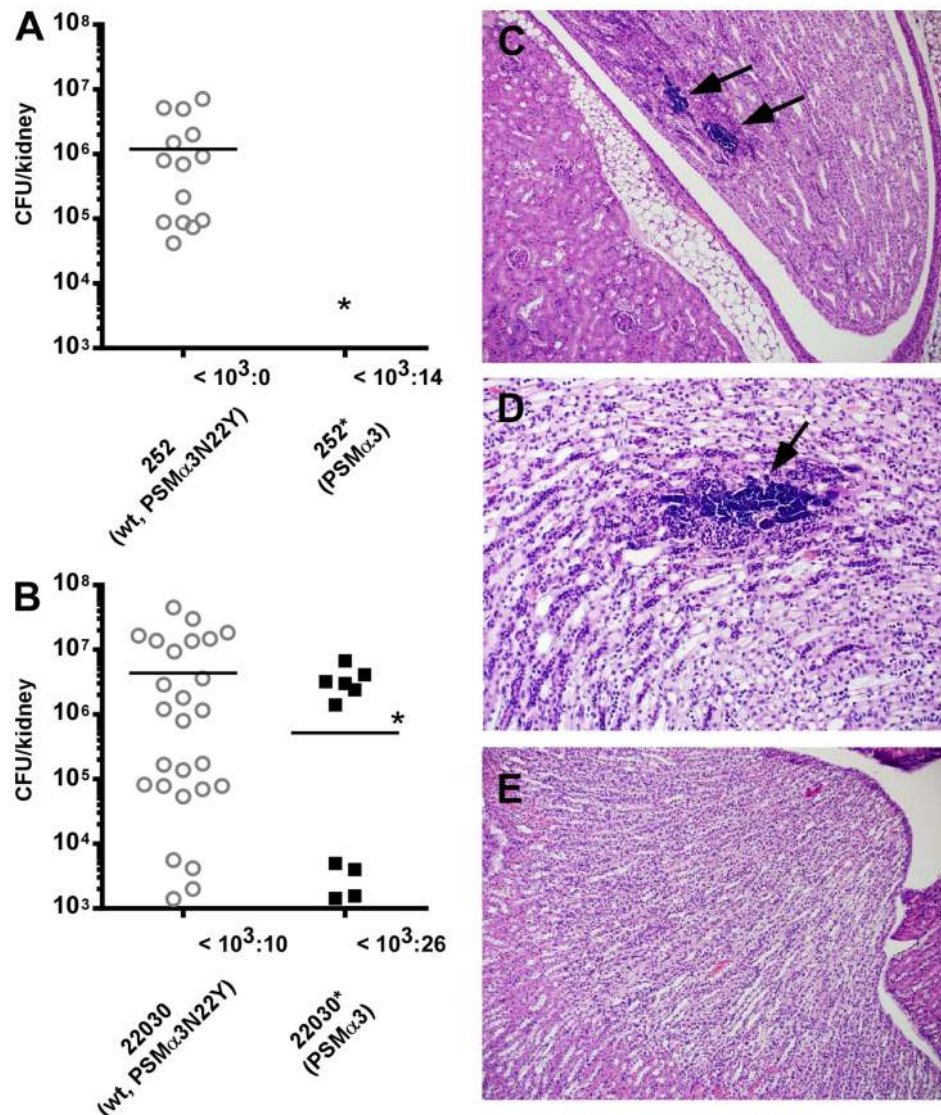 A
CFU/kidney
10⁸
10⁷
10⁶
10⁵
10⁴
10³
*
< 10³:0
< 10³:14
252
(wt, PSMα3N22Y)
252*
(PSMα3)
B
CFU/kidney
10⁸
10⁷
10⁶
10⁵
10⁴
10³
*
< 10³:10
< 10³:26
22030
(wt, PSMα3N22Y)
22030*
(PSMα3)
C
D
E